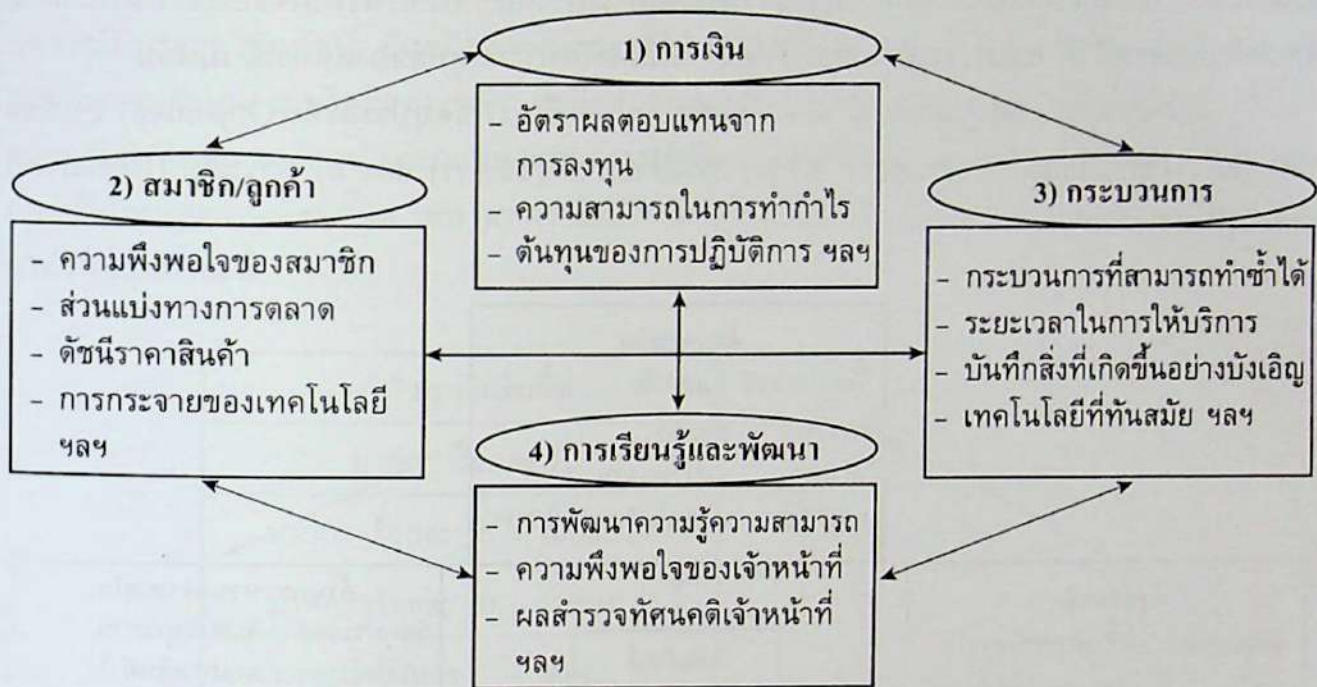 1) การเงิน
- อัตราผลตอบแทนจาก
การลงทุน
- ความสามารถในการทำกำไร
- ต้นทุนของการปฏิบัติการ ฯลฯ
2) สมาชิก/ลูกค้า
- ความพึงพอใจของสมาชิก
- ส่วนแบ่งทางการตลาด
- ดัชนีราคาสินค้า
- การกระจายของเทคโนโลยี
ฯลฯ
3) กระบวนการ
- กระบวนการที่สามารถทำซ้ำได้
- ระยะเวลาในการให้บริการ
- บันทึกสิ่งที่เกิดขึ้นอย่างบังเอิญ
- เทคโนโลยีที่ทันสมัย ฯลฯ
4) การเรียนรู้และพัฒนา
- การพัฒนาความรู้ความสามารถ
- ความพึงพอใจของเจ้าหน้าที่
- ผลสำรวจทัศนคติเจ้าหน้าที่
ฯลฯ